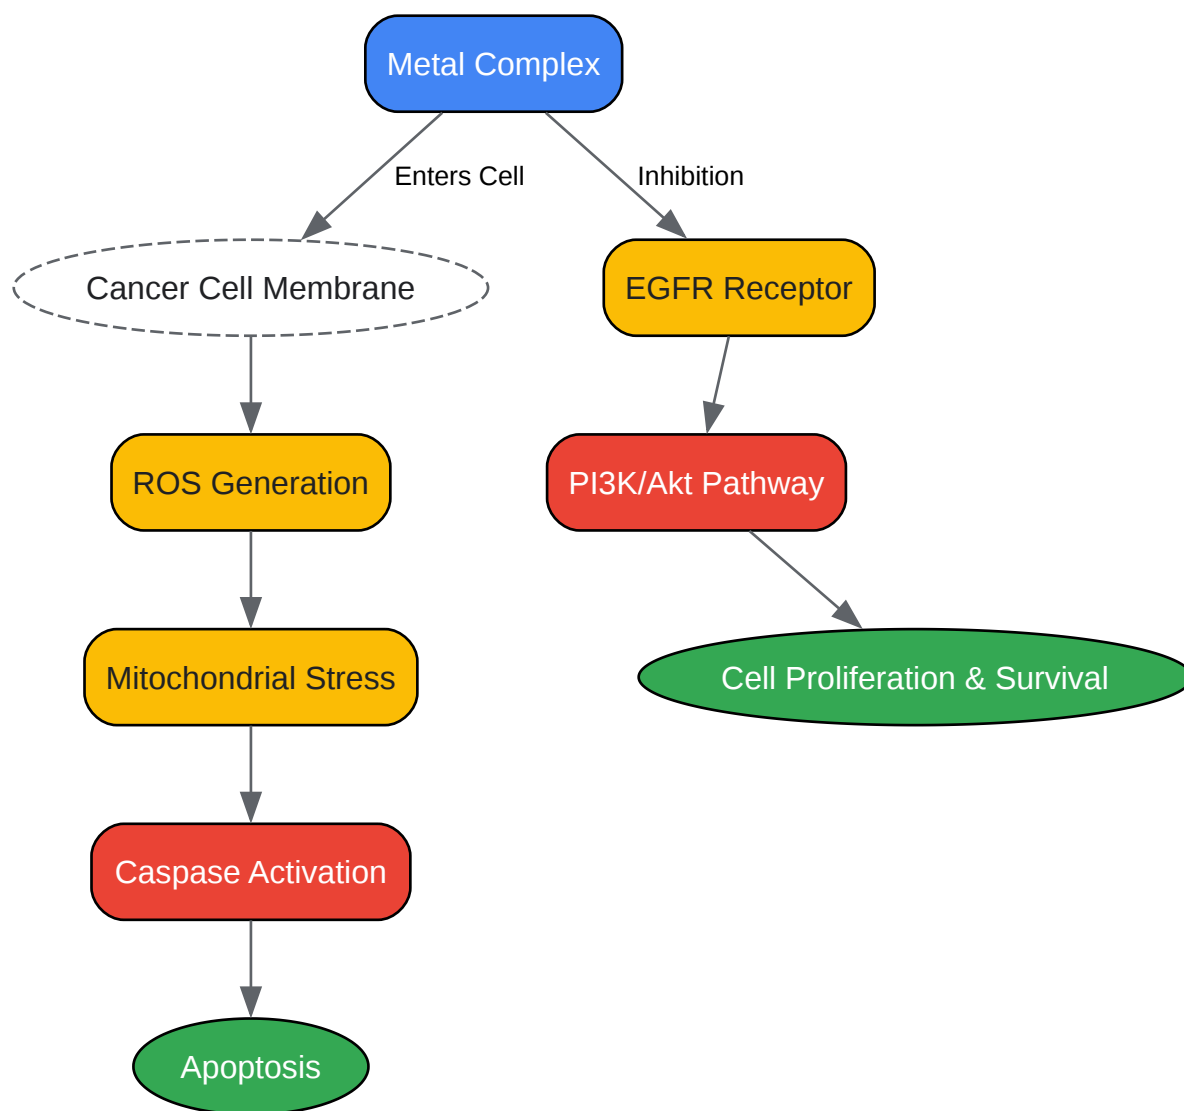 Metal Complex
Enters Cell
Inhibition
Cancer Cell Membrane
EGFR Receptor
ROS Generation
PI3K/Akt Pathway
Mitochondrial Stress
Cell Proliferation & Survival
Caspase Activation
Apoptosis